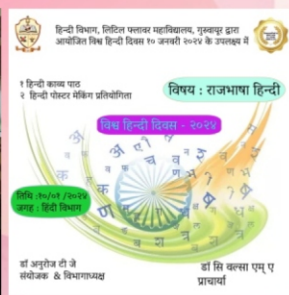 हिन्दी विभाग, लिटिल फ्लावर महाविद्यालय, गुरुवायूर द्वारा
आयोजित विश्व हिन्दी दिवस १० जनवरी २०२४ के उपलक्ष्य में
१ हिन्दी काव्य पाठ
२ हिन्दी पोस्टर मेकिंग प्रतियोगिता
विषय : राजभाषा हिन्दी
विश्व हिन्दी दिवस - २०२४
तिथि :१०/०१ /२०२४
जगह : हिंदी विभाग
डॉ अनुरोज टी जे
संयोजक & विभागाध्यक्ष
डॉ सि वल्सा एम् ए
प्राचार्या